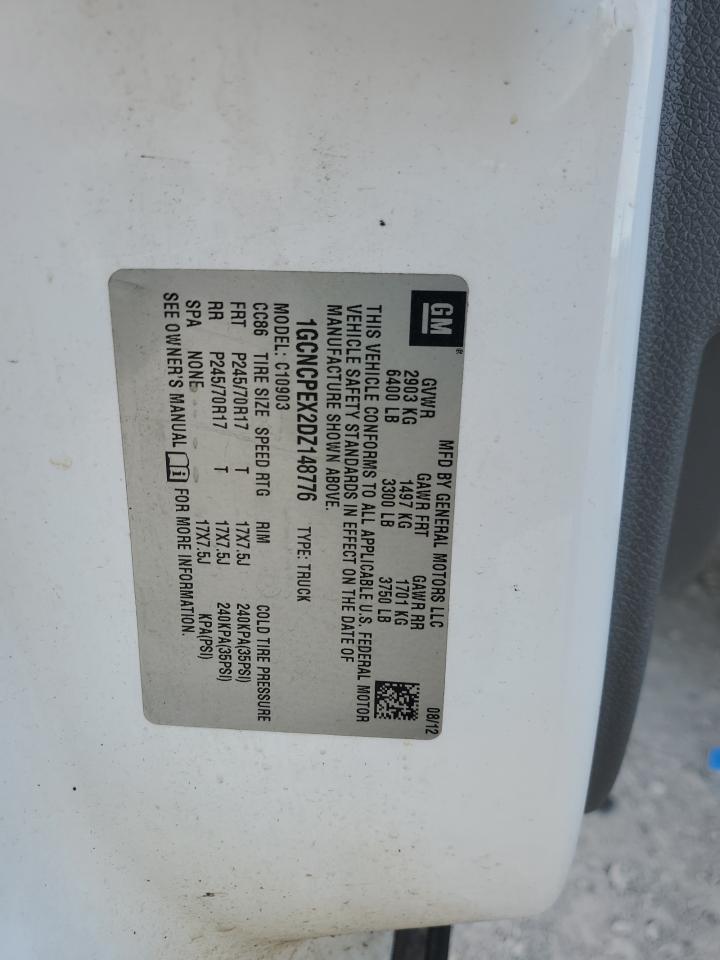 GM
®
MFD BY GENERAL MOTORS LLC 08/12
GVWR GAWR FRT GAWR RR
2903 KG 1497 KG 1701 KG
6400 LB 3300 LB 3750 LB
THIS VEHICLE CONFORMS TO ALL APPLICABLE U.S. FEDERAL MOTOR
VEHICLE SAFETY STANDARDS IN EFFECT ON THE DATE OF
MANUFACTURE SHOWN ABOVE.
1GCNCPEX2DZ148776 TYPE: TRUCK
MODEL: C10903
CC86 TIRE SIZE SPEED RTG RIM COLD TIRE PRESSURE
FRT P245/70R17 T 17X7.5J 240KPA(35PSI)
RR P245/70R17 T 17X7.5J 240KPA(35PSI)
SPA NONE 17X7.5J KPA(PSI)
SEE OWNER'S MANUAL i FOR MORE INFORMATION.